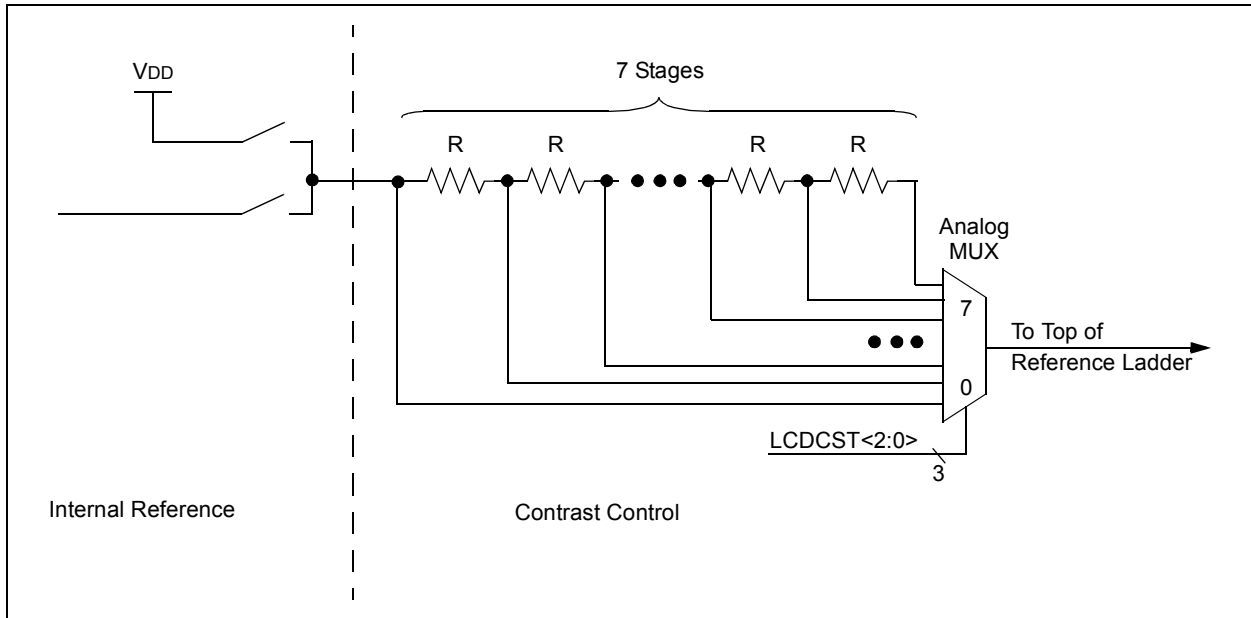 VDD
7 Stages
R
R
R
R
Analog
MUX
7
To Top of
Reference Ladder
0
LCDCST<2:0>
3
Internal Reference
Contrast Control